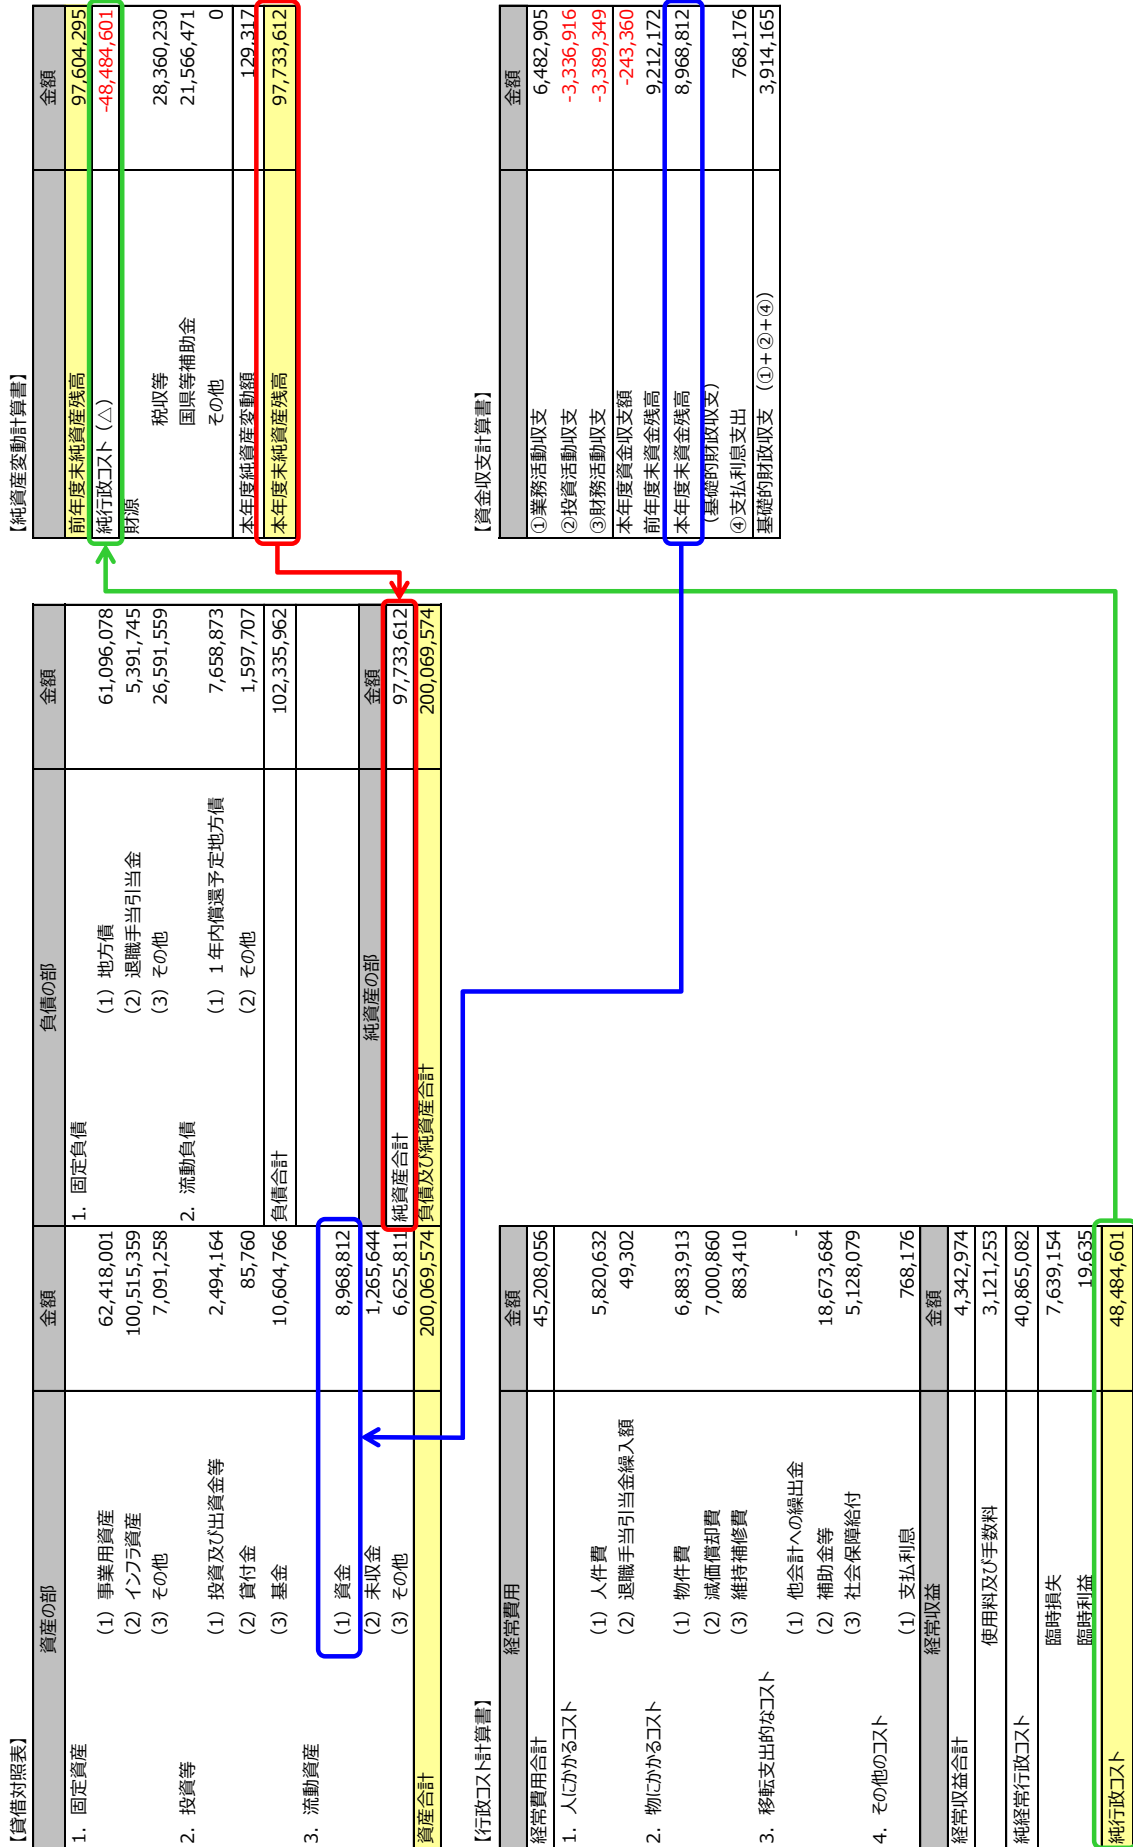 【貸借対照表】
資産の部 金額 負債の部 金額
1. 固定資産 1. 固定負債
(1) 事業用資産 62,418,001 (1) 地方債 61,096,078
(2) インフラ資産 100,515,359 (2) 退職手当引当金 5,391,745
(3) その他 7,091,258 (3) その他 26,591,559
2. 投資等 2. 流動負債
(1) 投資及び出資金等 2,494,164 (1) 1年内償還予定地方債 7,658,873
(2) 貸付金 85,760 (2) その他 1,597,707
(3) 基金 10,604,766 負債合計 102,335,962
3. 流動資産
(1) 資金 8,968,812
(2) 未収金 1,265,644 純資産の部 金額
(3) その他 6,625,811 純資産合計 97,733,612
資産合計 200,069,574 負債及び純資産合計 200,069,574
【純資産変動計算書】
金額
前年度末純資産残高 97,604,295
純行政コスト(△) -48,484,601
財源
税収等 28,360,230
国県等補助金 21,566,471
その他 0
本年度純資産変動額 129,317
本年度末純資産残高 97,733,612
【行政コスト計算書】
経常費用 金額
経常費用合計 45,208,056
1. 人にかかるコスト
(1) 人件費 5,820,632
(2) 退職手当引当金繰入額 49,302
2. 物にかかるコスト
(1) 物件費 6,883,913
(2) 減価償却費 7,000,860
(3) 維持補修費 883,410
3. 移転支出的なコスト
(1) 他会計への繰出金 -
(2) 補助金等 18,673,684
(3) 社会保障給付 5,128,079
4. その他のコスト
(1) 支払利息 768,176
経常収益 金額
経常収益合計 4,342,974
使用料及び手数料 3,121,253
純経常行政コスト 40,865,082
臨時損失 7,639,154
臨時利益 19,635
純行政コスト 48,484,601
【資金収支計算書】
金額
①業務活動収支 6,482,905
②投資活動収支 -3,336,916
③財務活動収支 -3,389,349
本年度資金収支額 -243,360
前年度末資金残高 9,212,172
本年度末資金残高 8,968,812
(基礎的財政収支)
④支払利息支出 768,176
基礎的財政収支 (①+②+④) 3,914,165